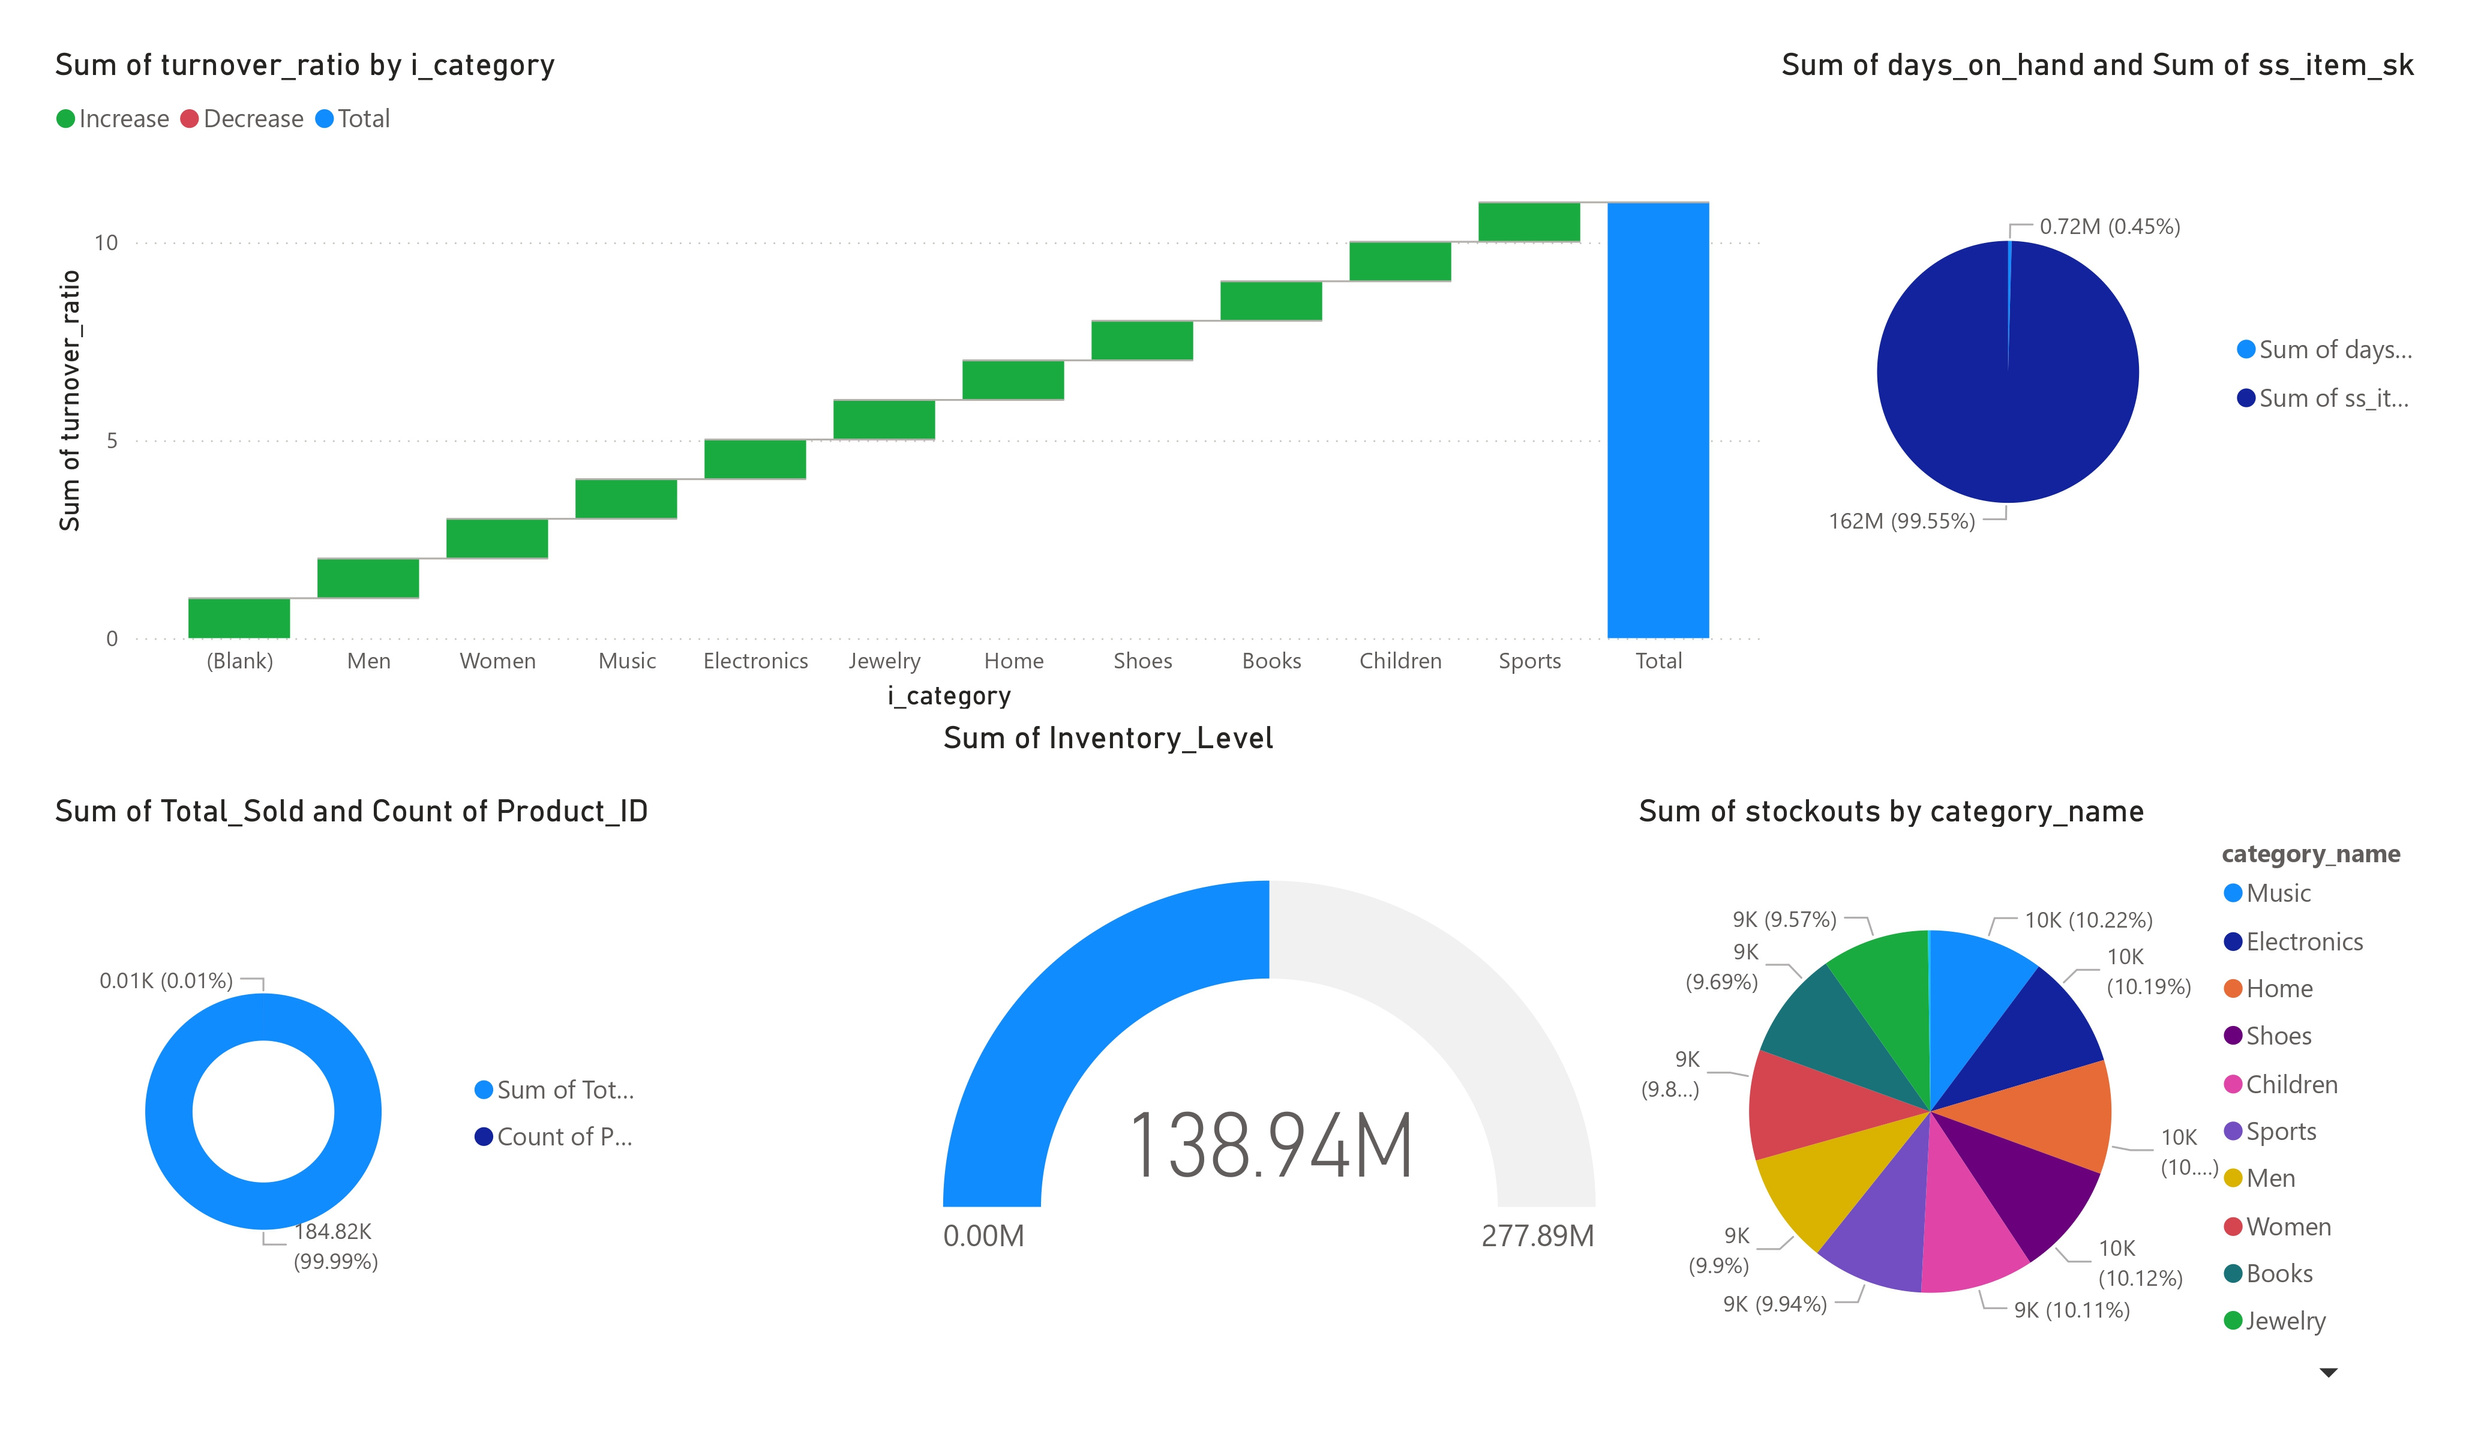 Sum of turnover_ratio by i_category
Increase Decrease Total
Sum of turnover_ratio
10
5
0
(Blank) Men Women Music Electronics Jewelry Home Shoes Books Children Sports Total
i_category
Sum of days_on_hand and Sum of ss_item_sk
0.72M (0.45%)
162M (99.55%)
Sum of days...
Sum of ss_it...
Sum of Total_Sold and Count of Product_ID
0.01K (0.01%)
184.82K
(99.99%)
Sum of Tot...
Count of P...
Sum of Inventory_Level
138.94M
0.00M 277.89M
Sum of stockouts by category_name
10K (10.22%)
10K
(10.19%)
10K
(10....)
10K
(10.12%)
9K (10.11%)
9K (9.94%)
9K
(9.9%)
9K
(9.8...)
9K
(9.69%)
9K (9.57%)
category_name
Music
Electronics
Home
Shoes
Children
Sports
Men
Women
Books
Jewelry